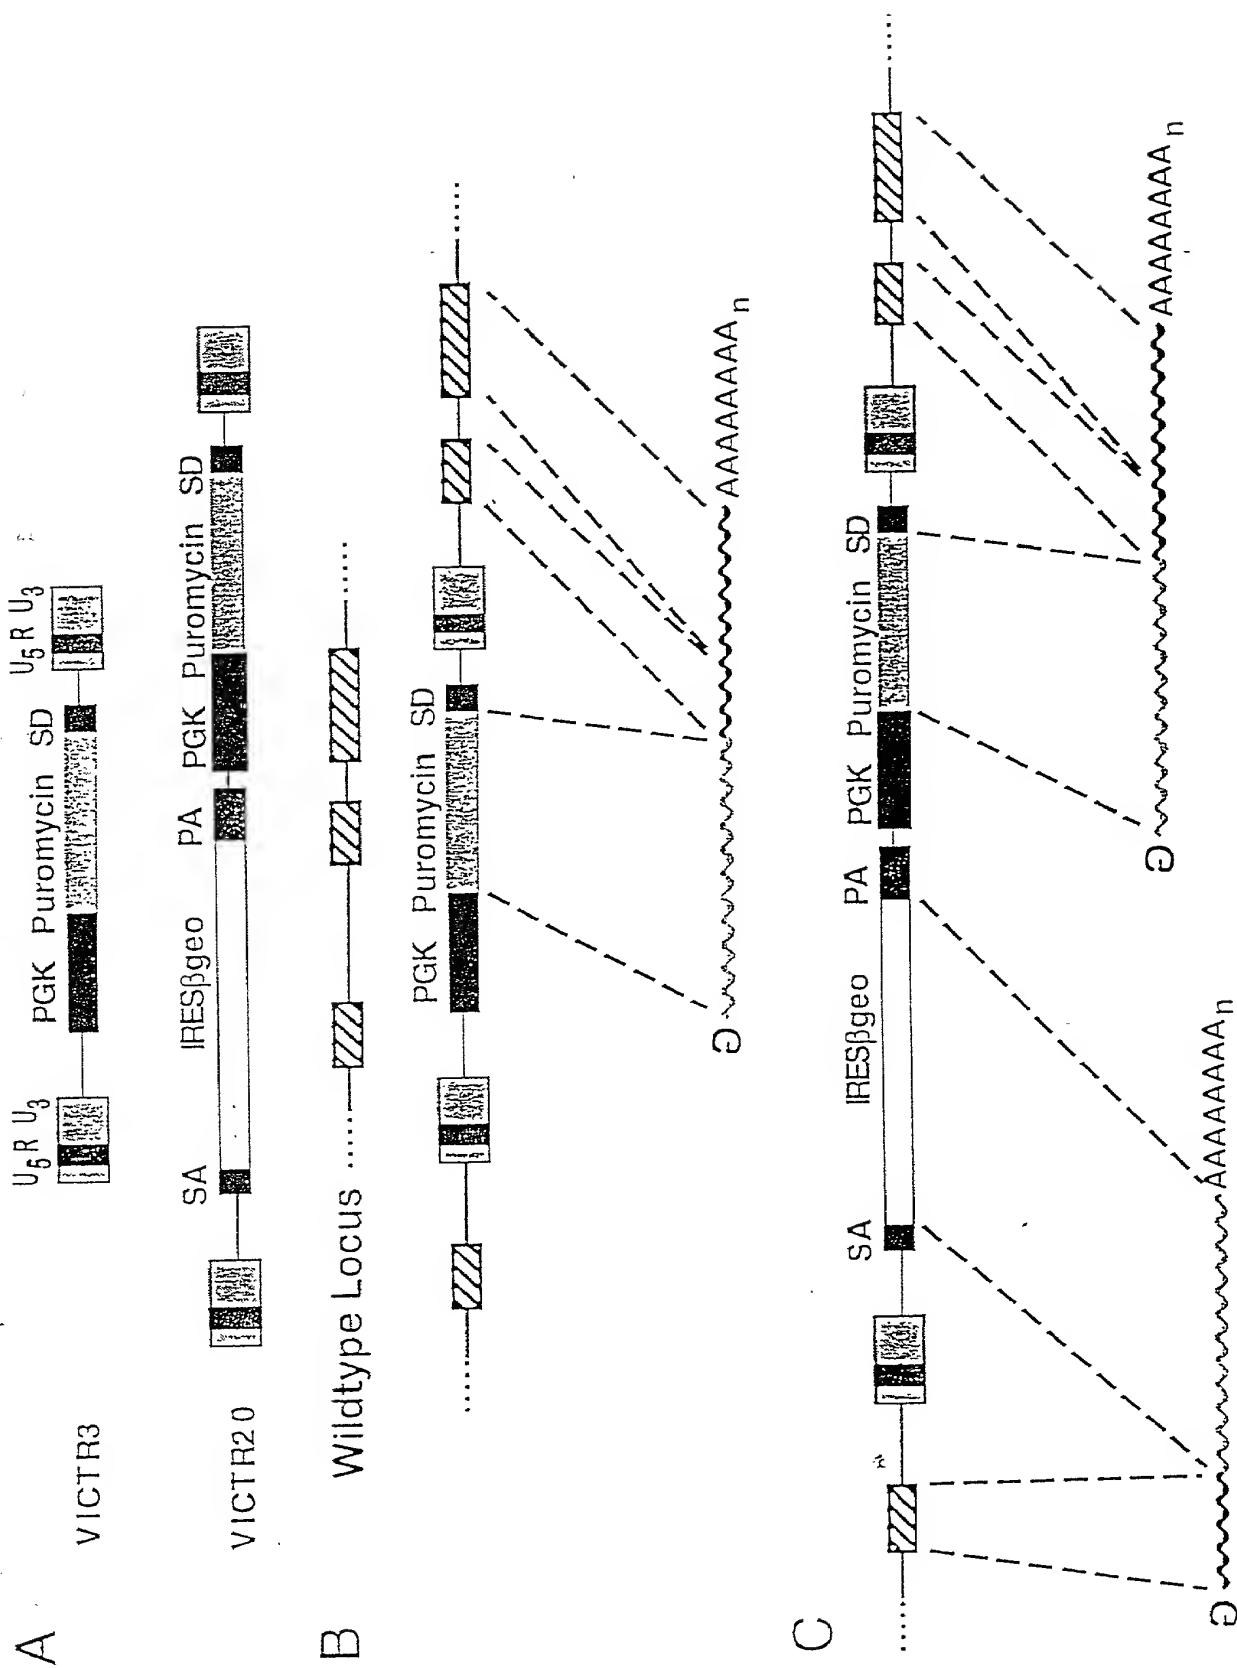 A
U5 R U3 U5 R U3
PGK Puromycin SD
VICTR3
SA IRESβgeo PA PGK Puromycin SD
VICTR20
B
Wildtype Locus
PGK Puromycin SD
G AAAAAAAAn
C
SA IRESβgeo PA PGK Puromycin SD
G AAAAAAAAn
G AAAAAAAAn